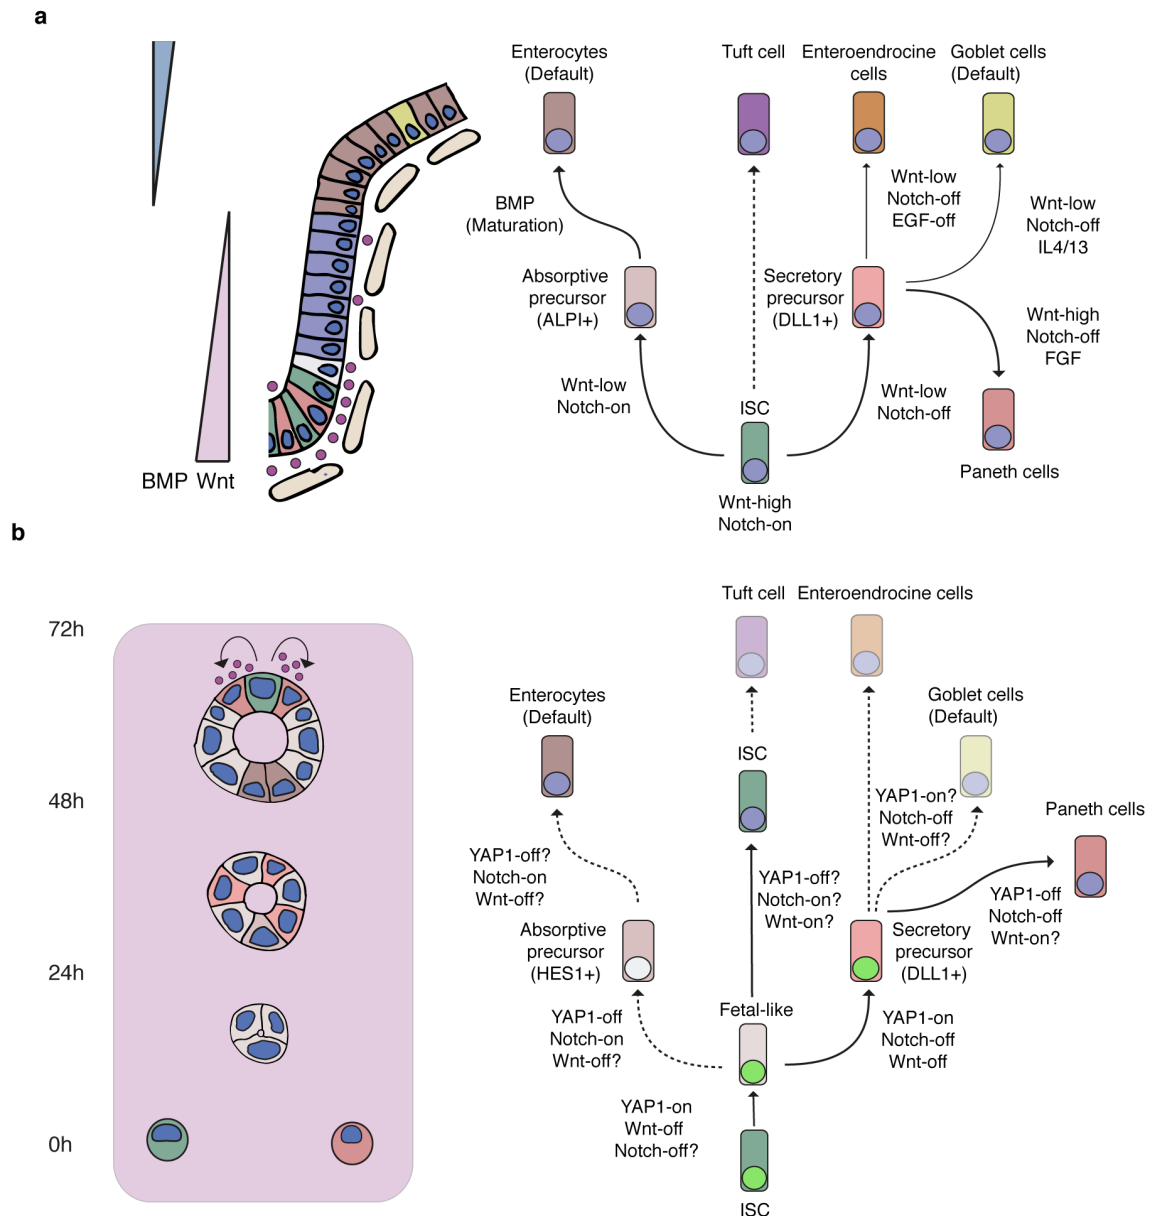 a
Enterocytes
(Default)
Tuft cell
Enteroendocrine
cells
Goblet cells
(Default)
BMP
(Maturation)
Wnt-low
Notch-off
EGF-off
Wnt-low
Notch-off
IL4/13
Absorptive
precursor
(ALPI+)
Secretory
precursor
(DLL1+)
Wnt-high
Notch-off
FGF
Wnt-low
Notch-on
ISC
Wnt-low
Notch-off
Paneth cells
BMP Wnt
Wnt-high
Notch-on
b
72h
48h
24h
0h
Tuft cell
Enteroendocrine cells
Enterocytes
(Default)
Goblet cells
(Default)
ISC
YAP1-on?
Notch-off
Wnt-off?
Paneth cells
YAP1-off?
Notch-on
Wnt-off?
YAP1-off?
Notch-on?
Wnt-on?
YAP1-off
Notch-off
Wnt-on?
Absorptive
precursor
(HES1+)
Secretory
precursor
(DLL1+)
Fetal-like
YAP1-off
Notch-on
Wnt-off?
YAP1-on
Notch-off
Wnt-off
YAP1-on
Wnt-off
Notch-off?
ISC